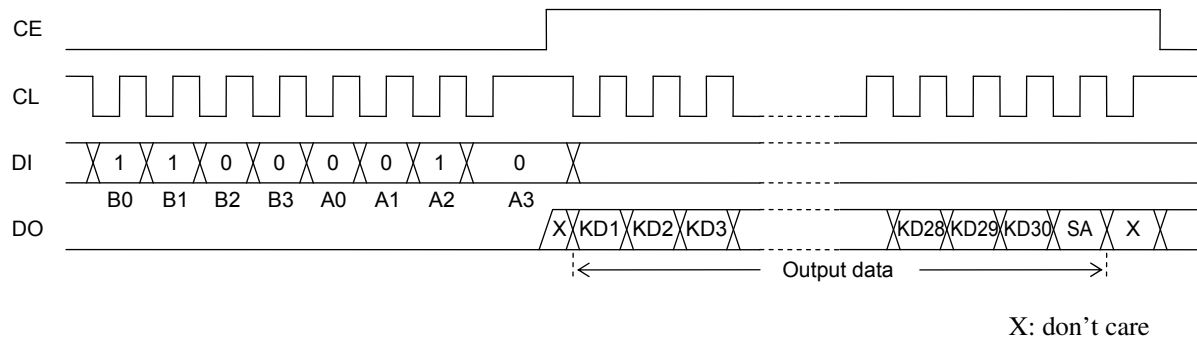 CE
CL
DI 1 1 0 0 0 0 1 0
B0 B1 B2 B3 A0 A1 A2 A3
DO X KD1 KD2 KD3 KD28 KD29 KD30 SA X
Output data
X: don’t care